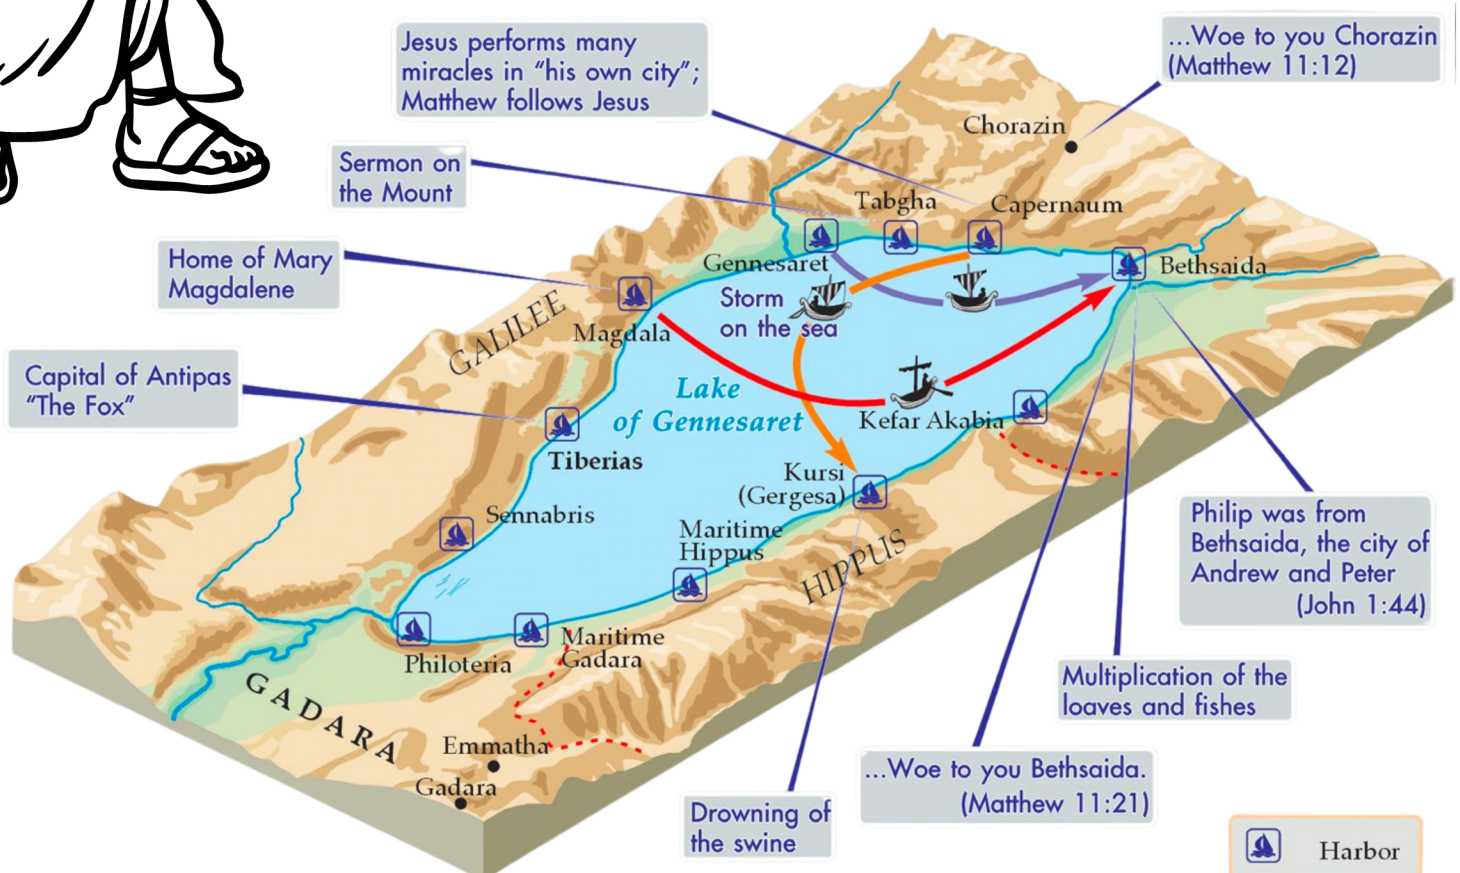 Jesus performs many
miracles in “his own city”;
Matthew follows Jesus
...Woe to you Chorazin
(Matthew 11:12)
Chorazin
Sermon on
the Mount
Tabgha
Capernaum
Home of Mary
Magdalene
Gennesaret
Bethsaida
Storm
on the sea
GALILEE
Magdala
Capital of Antipas
“The Fox”
Lake
of Gennesaret
Kefar Akabia
Tiberias
Kursi
(Gergesa)
Sennabris
Maritime
Hippus
HIPPUS
Philip was from
Bethsaida, the city of
Andrew and Peter
(John 1:44)
Philoteria
Maritime
Gadara
GADARA
Multiplication of the
loaves and fishes
Emmatha
Gadara
...Woe to you Bethsaida.
(Matthew 11:21)
Drowning of
the swine
Harbor